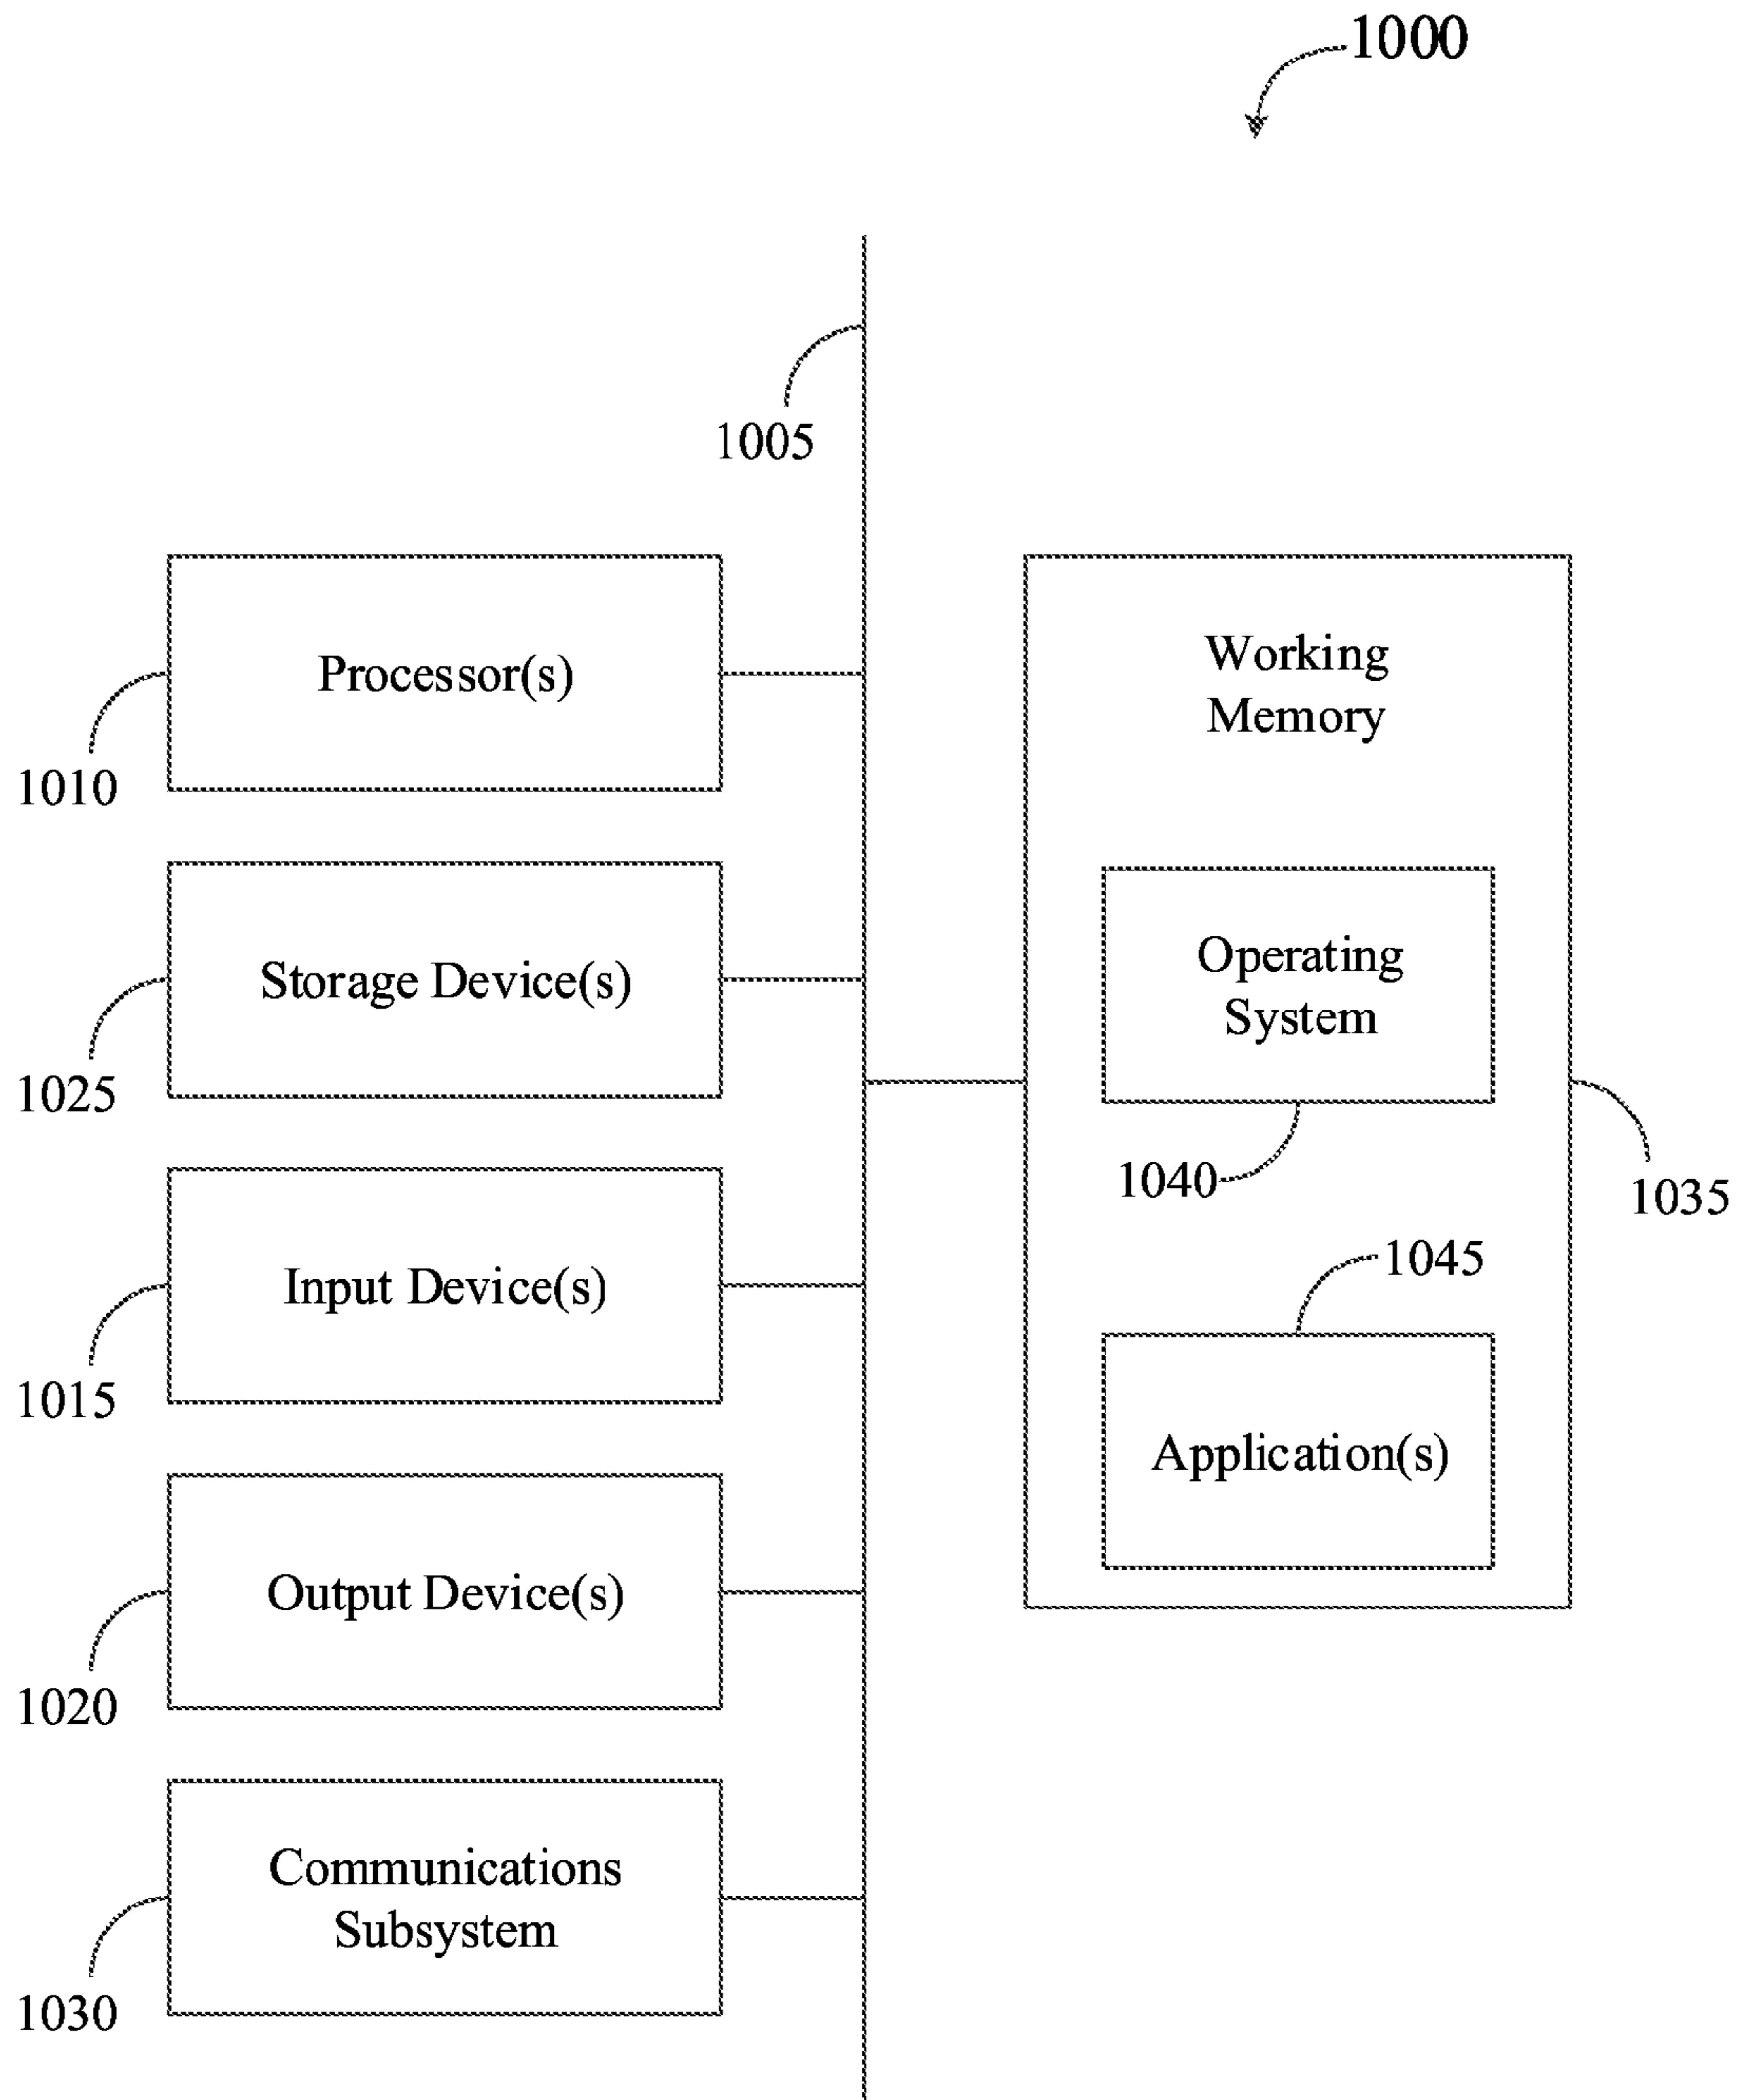 1000
1005
Processor(s)
1010
Storage Device(s)
1025
Input Device(s)
1015
Output Device(s)
1020
Communications
Subsystem
1030
Working
Memory
Operating
System
1040
1035
1045
Application(s)